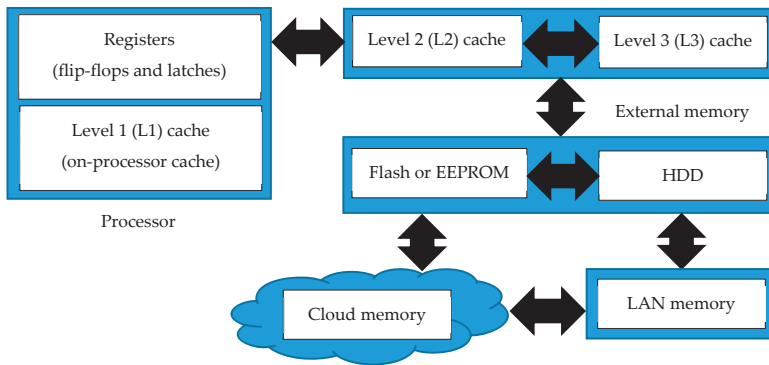 Registers
(flip-flops and latches)
Level 1 (L1) cache
(on-processor cache)
Processor
Level 2 (L2) cache
Level 3 (L3) cache
External memory
Flash or EEPROM
HDD
Cloud memory
LAN memory